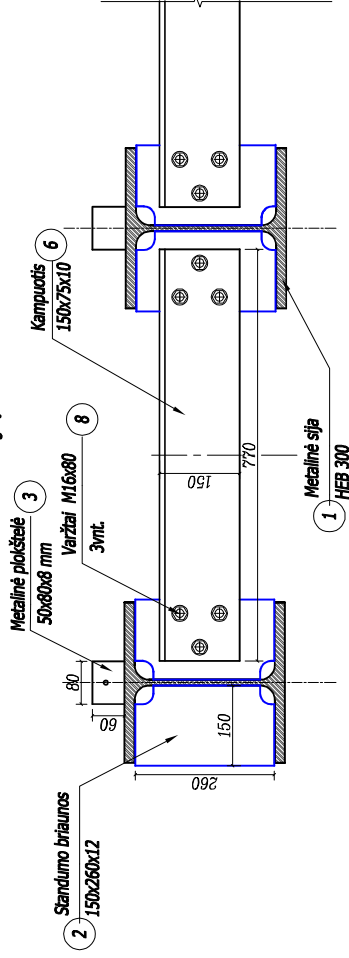 2
Standumo briaunos
150x260x12
Metalinė plokštelė
3
50x80x8 mm
Varžtai M16x80
8
3vnt.
Kampuotis
6
150x75x10
80
60
150
260
150
770
1
Metalinė sija
HEB 300